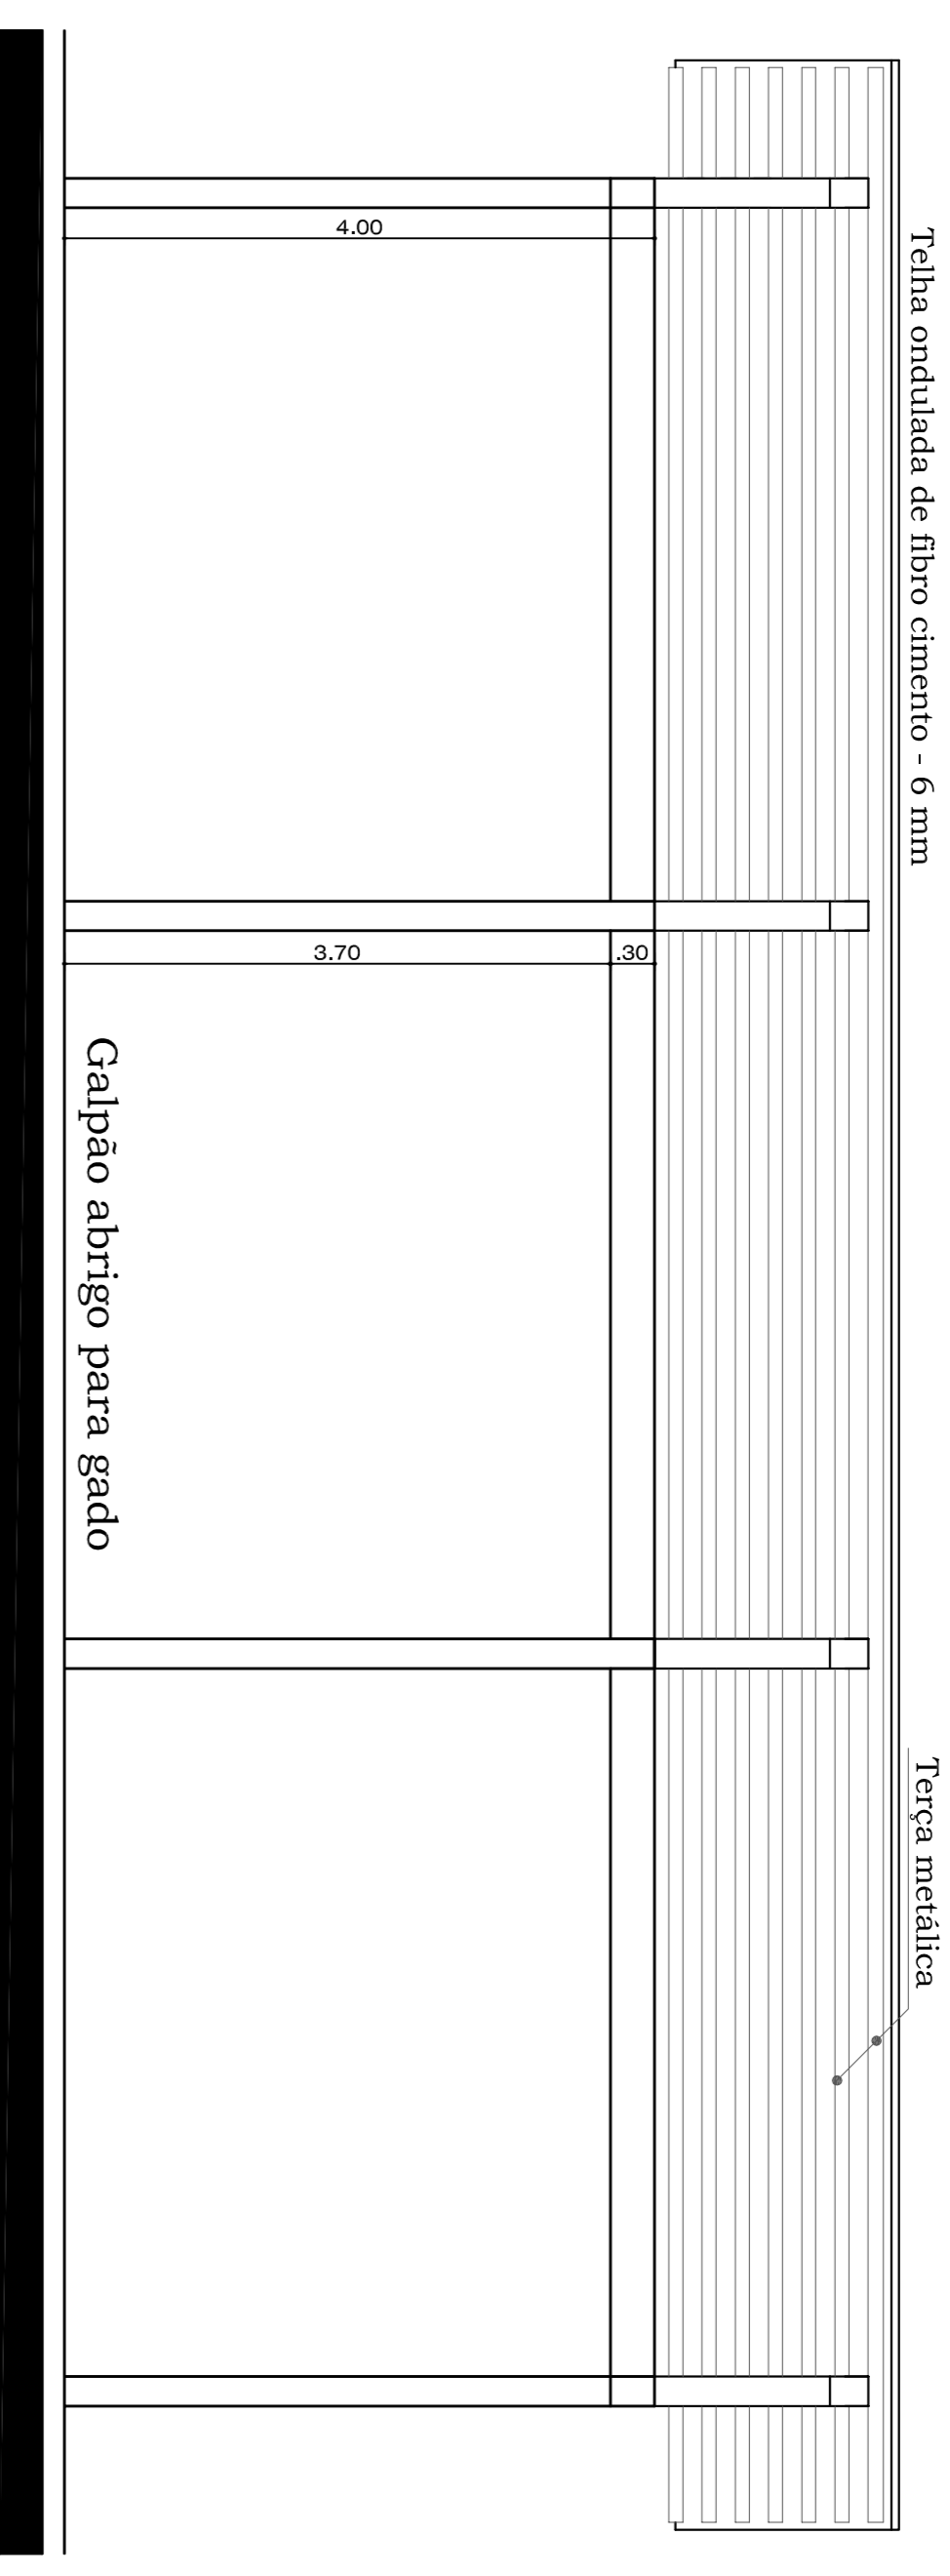 Telha ondulada de fibro cimento - 6 mm
Terça metálica
4.00
3.70
.30
Galpão abrigo para gado